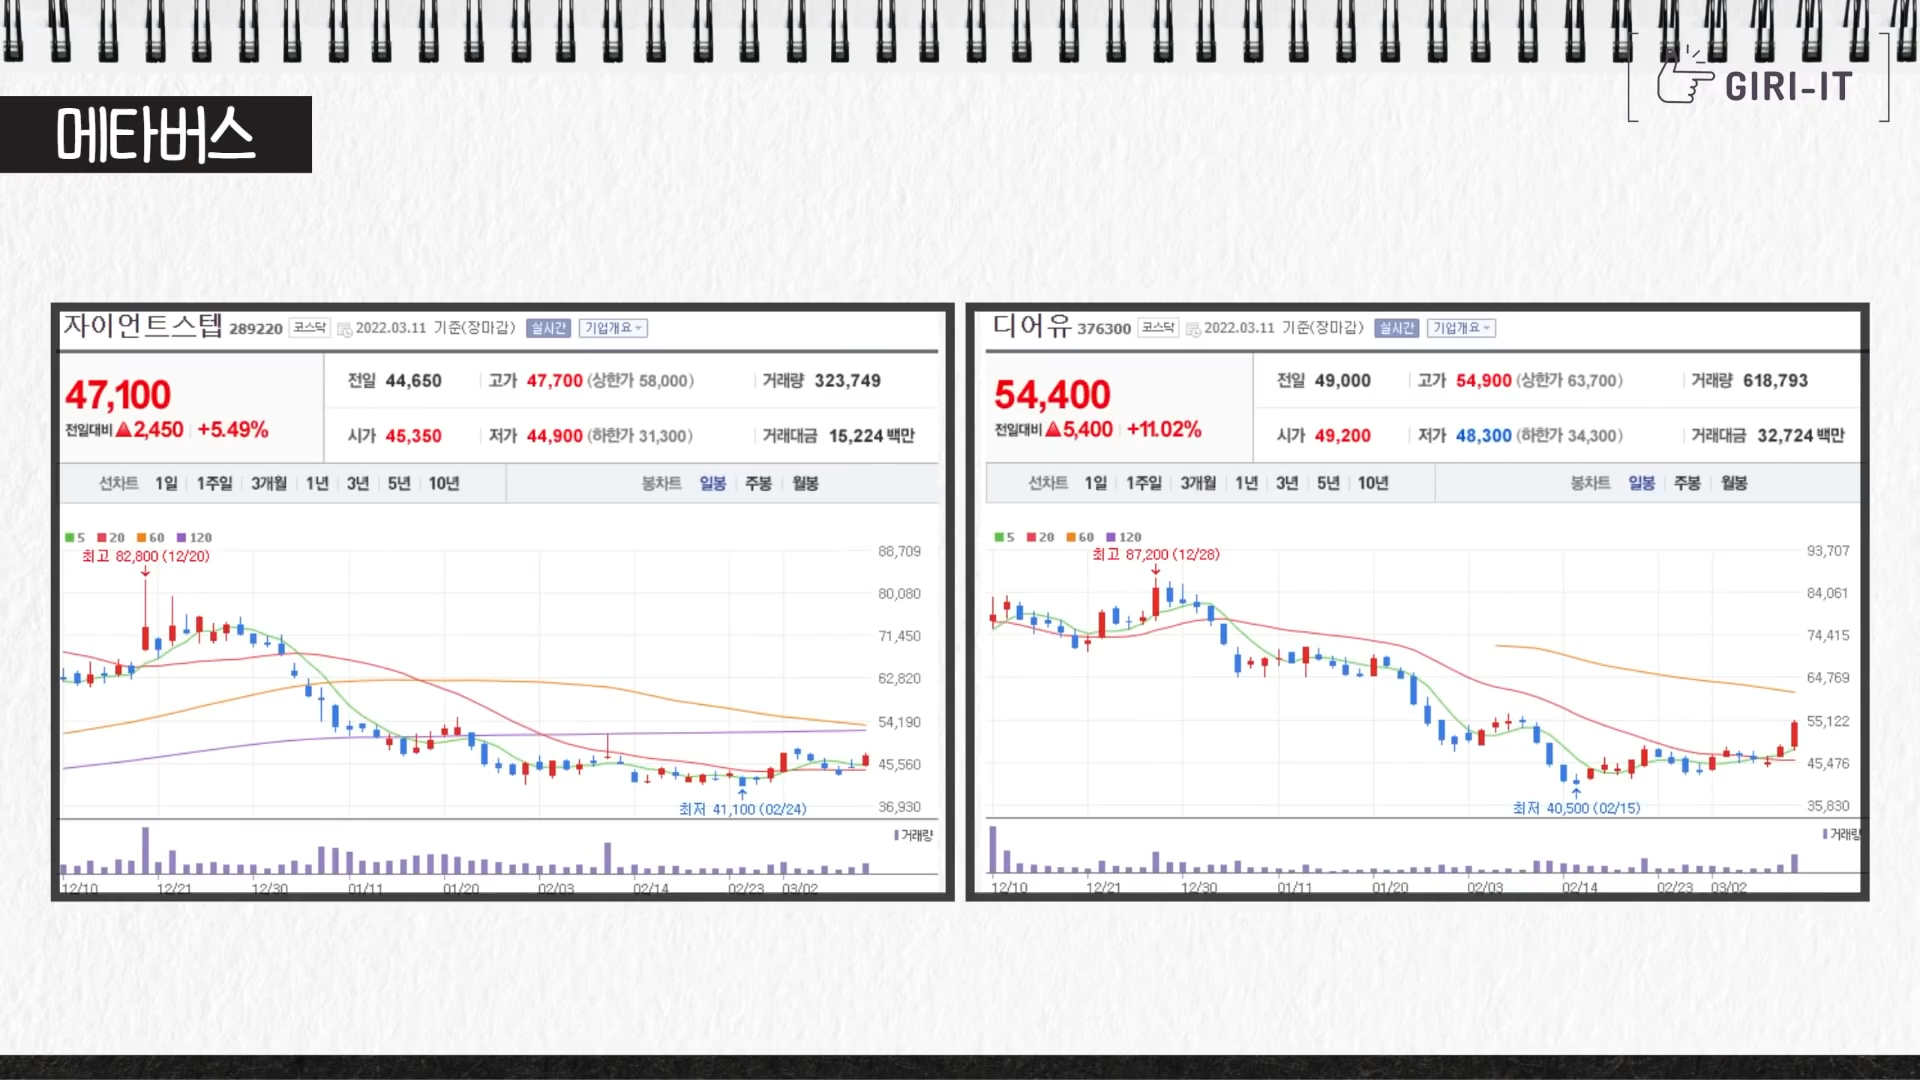 GIRI-IT
메타버스
자이언트스텝 289220 코스닥 2022.03.11 기준(장마감) 실시간 기업개요
47,100
전일대비 ▲2,450 +5.49%
전일 44,650 고가 47,700 (상한가 58,000) 거래량 323,749
시가 45,350 저가 44,900 (하한가 31,300) 거래대금 15,224 백만
선차트 1일 1주일 3개월 1년 3년 5년 10년 봉차트 일봉 주봉 월봉
5 20 60 120
최고 82,800 (12/20)
88,709
80,080
71,450
62,820
54,190
45,560
36,930
최저 41,100 (02/24)
거래량
12/10 12/21 12/30 01/11 01/20 02/03 02/14 02/23 03/02
디어유 376300 코스닥 2022.03.11 기준(장마감) 실시간 기업개요
54,400
전일대비 ▲5,400 +11.02%
전일 49,000 고가 54,900 (상한가 63,700) 거래량 618,793
시가 49,200 저가 48,300 (하한가 34,300) 거래대금 32,724 백만
선차트 1일 1주일 3개월 1년 3년 5년 10년 봉차트 일봉 주봉 월봉
5 20 60 120
최고 87,200 (12/28)
93,707
84,061
74,415
64,769
55,122
45,476
35,830
최저 40,500 (02/15)
거래량
12/10 12/21 12/30 01/11 01/20 02/03 02/14 02/23 03/02